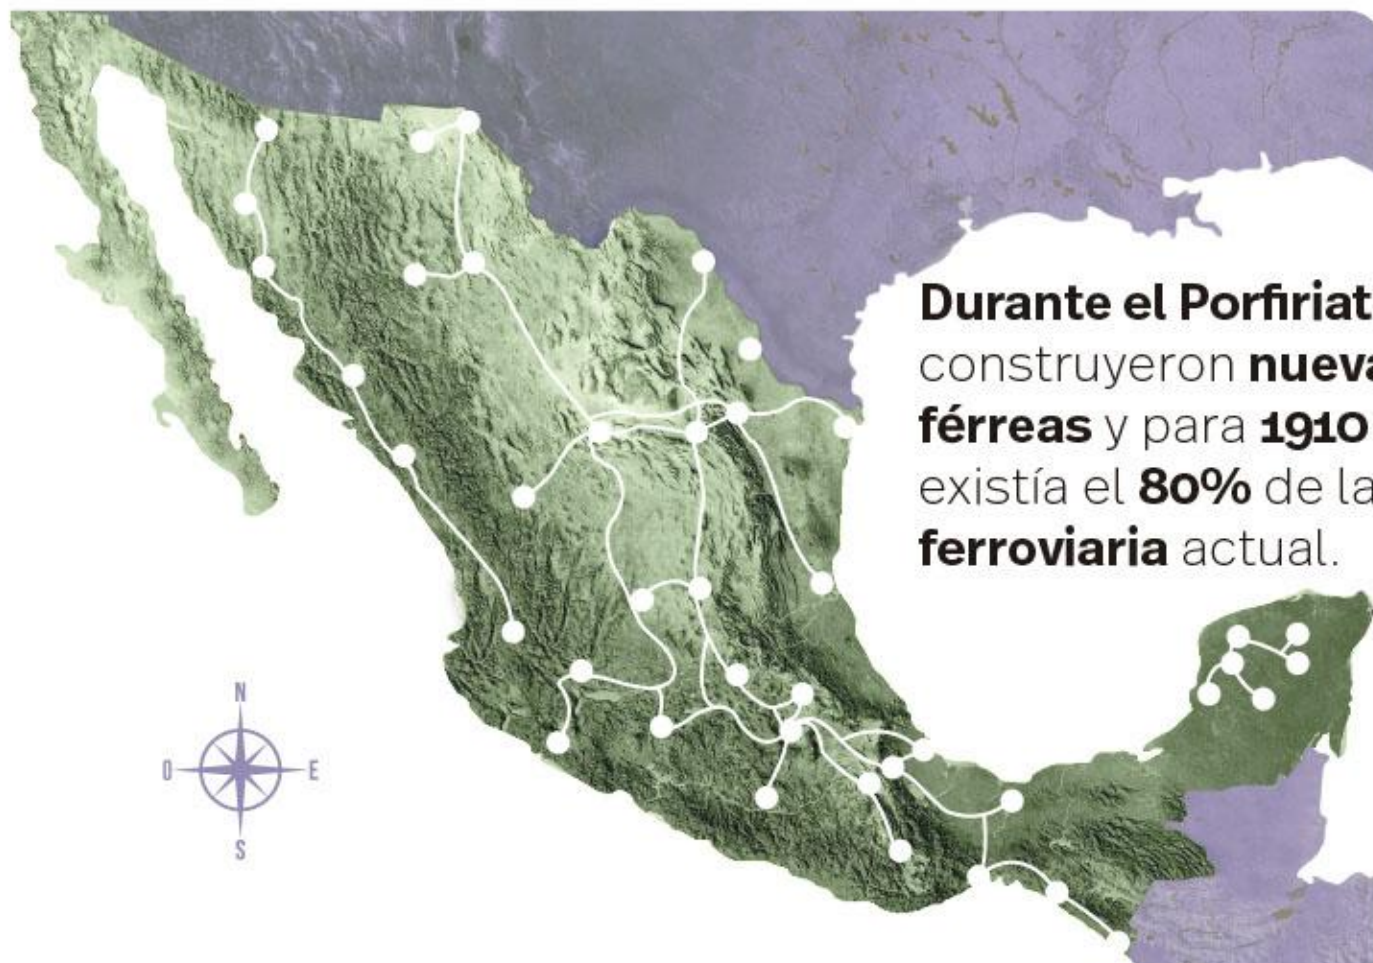 Durante el Porfiriat
construyeron nueva
férreas y para 1910
existía el 80% de la
ferroviaria actual.
N
O E
S